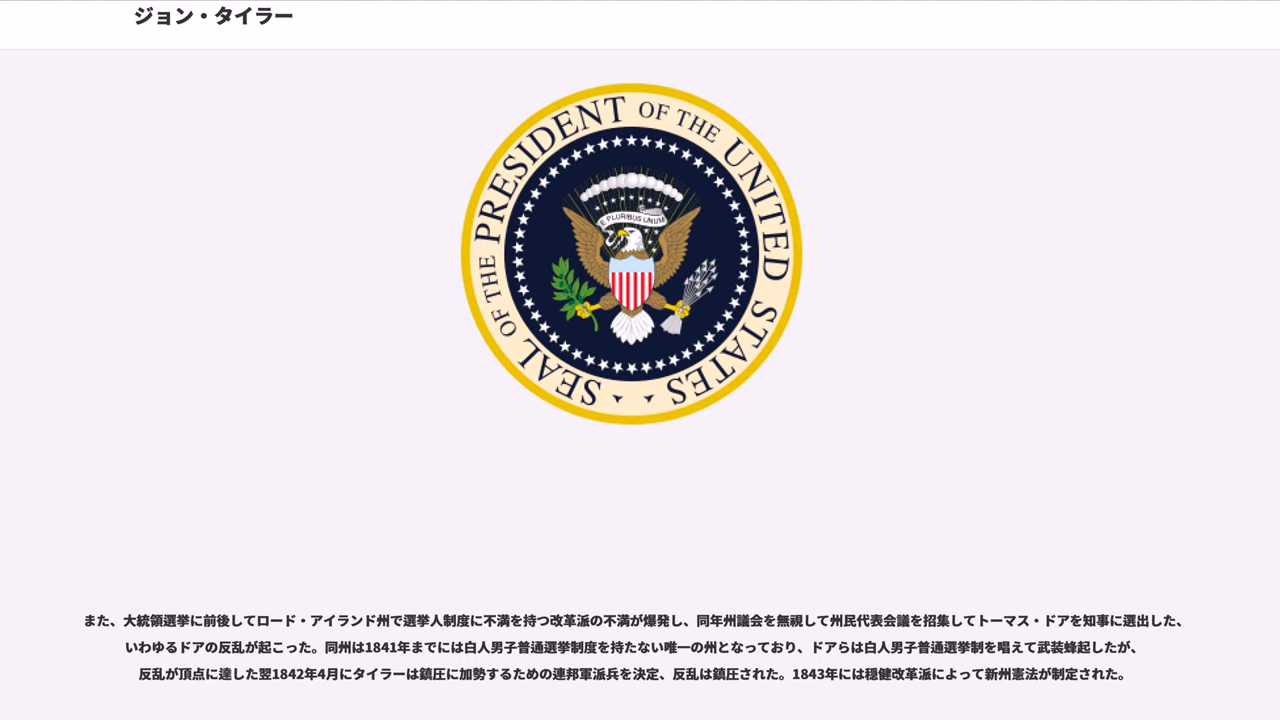 ジョン・タイラー
SEAL OF THE PRESIDENT OF THE UNITED STATES
E PLURIBUS UNUM
また、大統領選挙に前後してロード・アイランド州で選挙人制度に不満を持つ改革派の不満が爆発し、同年州議会を無視して州民代表会議を招集してトーマス・ドアを知事に選出した、
いわゆるドアの反乱が起こった。同州は1841年までには白人男子普通選挙制度を持たない唯一の州となっており、ドアらは白人男子普通選挙制を唱えて武装蜂起したが、
反乱が頂点に達した翌1842年4月にタイラーは鎮圧に加勢するための連邦軍派兵を決定、反乱は鎮圧された。1843年には穏健改革派によって新州憲法が制定された。